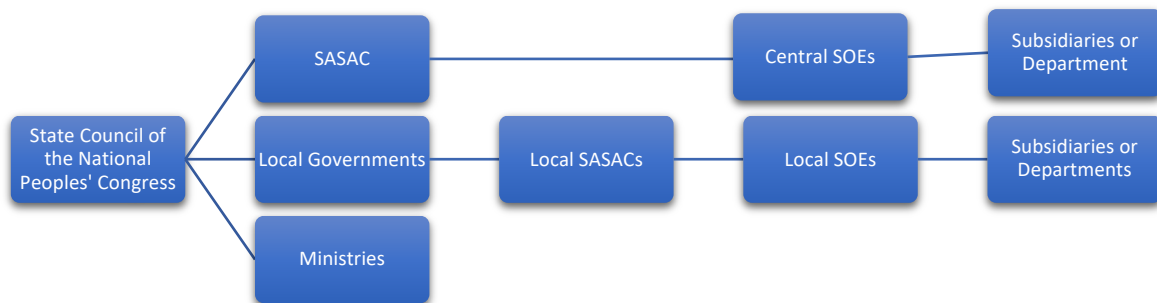 SASAC
Central SOEs
Subsidiaries or
Department
State Council of
the National
Peoples' Congress
Local Governments
Local SASACs
Local SOEs
Subsidiaries or
Departments
Ministries